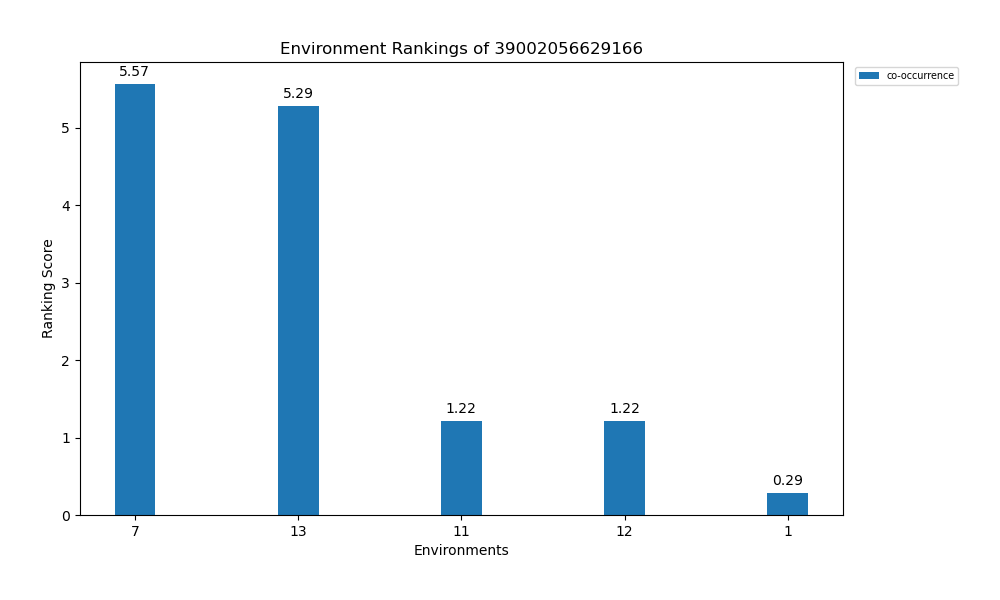 Environment Rankings of 39002056629166
5.57
5.29
1.22
1.22
0.29
co-occurrence
Ranking Score
5
4
3
2
1
0
7 13 11 12 1
Environments